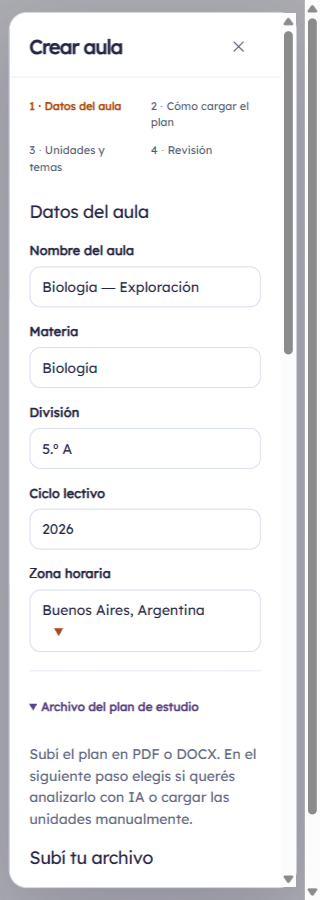 Crear aula
1 · Datos del aula
2 · Cómo cargar el
plan
3 · Unidades y
temas
4 · Revisión
Datos del aula
Nombre del aula
Biología — Exploración
Materia
Biología
División
5.º A
Ciclo lectivo
2026
Zona horaria
Buenos Aires, Argentina
Archivo del plan de estudio
Subí el plan en PDF o DOCX. En el
siguiente paso elegís si querés
analizarlo con IA o cargar las
unidades manualmente.
Subí tu archivo